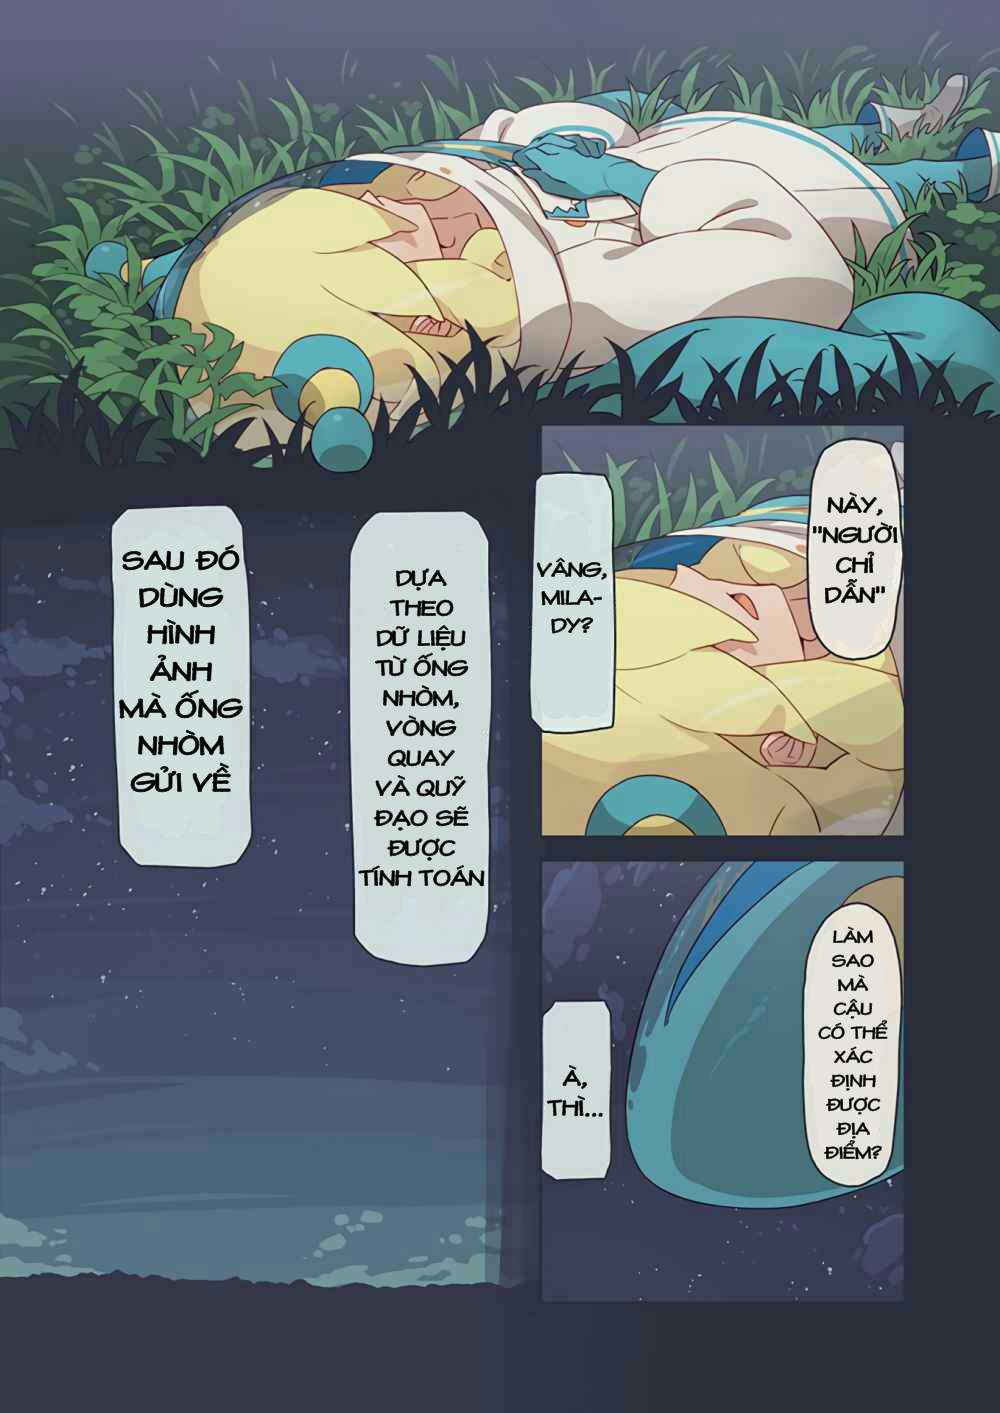 NÀY,
"NGƯỜI
CHỈ
DẪN"
VÂNG,
MILA-
DY?
LÀM
SAO
MÀ
CẬU
CÓ THỂ
XÁC
ĐỊNH
ĐƯỢC
ĐỊA
ĐIỂM?
À,
THÌ...
DỰA
THEO
DỮ LIỆU
TỪ ỐNG
NHÒM,
VÒNG
QUAY
VÀ QUỸ
ĐẠO SẼ
ĐƯỢC
TÍNH TOÁN
SAU ĐÓ
DÙNG
HÌNH
ẢNH
MÀ ỐNG
NHÒM
GỬI VỀ